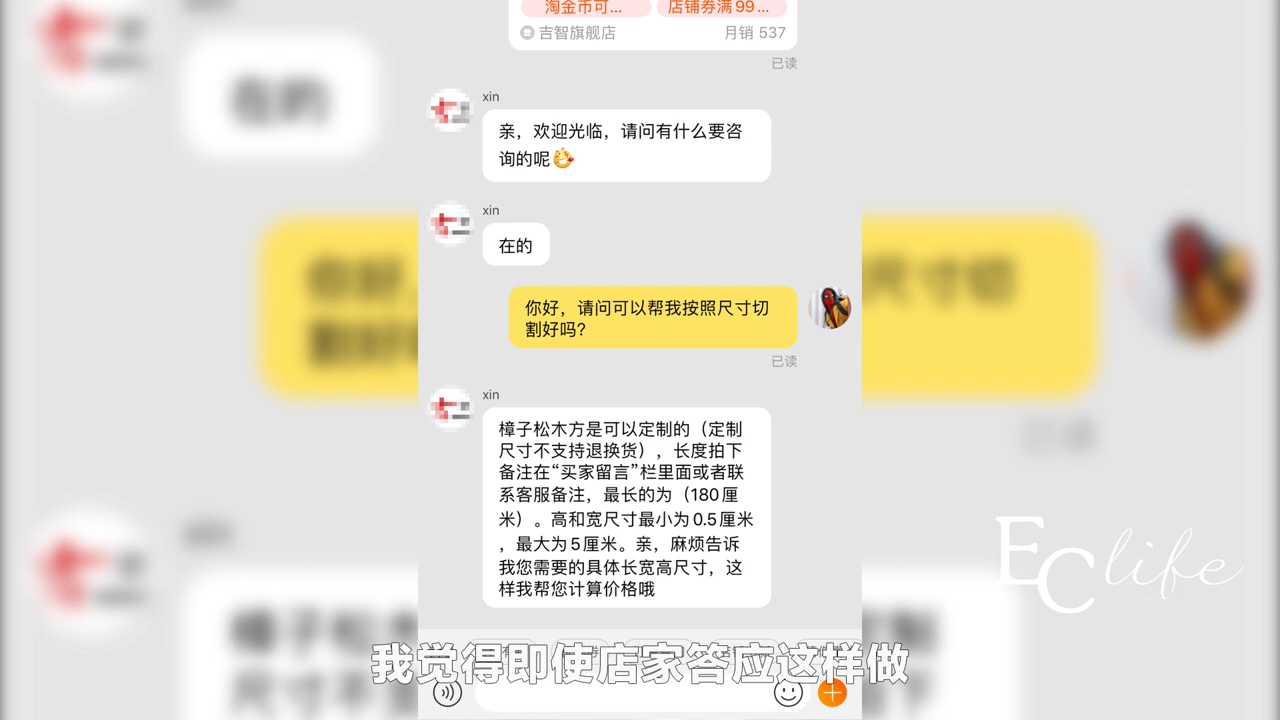 淘金币可...
店铺券满99...
吉智旗舰店
月销 537
已读
xin
亲，欢迎光临，请问有什么要咨
询的呢
xin
在的
你好，请问可以帮我按照尺寸切
割好吗？
已读
xin
樟子松木方是可以定制的（定制
尺寸不支持退换货），长度拍下
备注在“买家留言”栏里面或者联
系客服备注，最长的为（180厘
米）。高和宽尺寸最小为0.5厘米
，最大为5厘米。亲，麻烦告诉
我您需要的具体长宽高尺寸，这
样我帮您计算价格哦
EC life
我觉得即使店家答应这样做